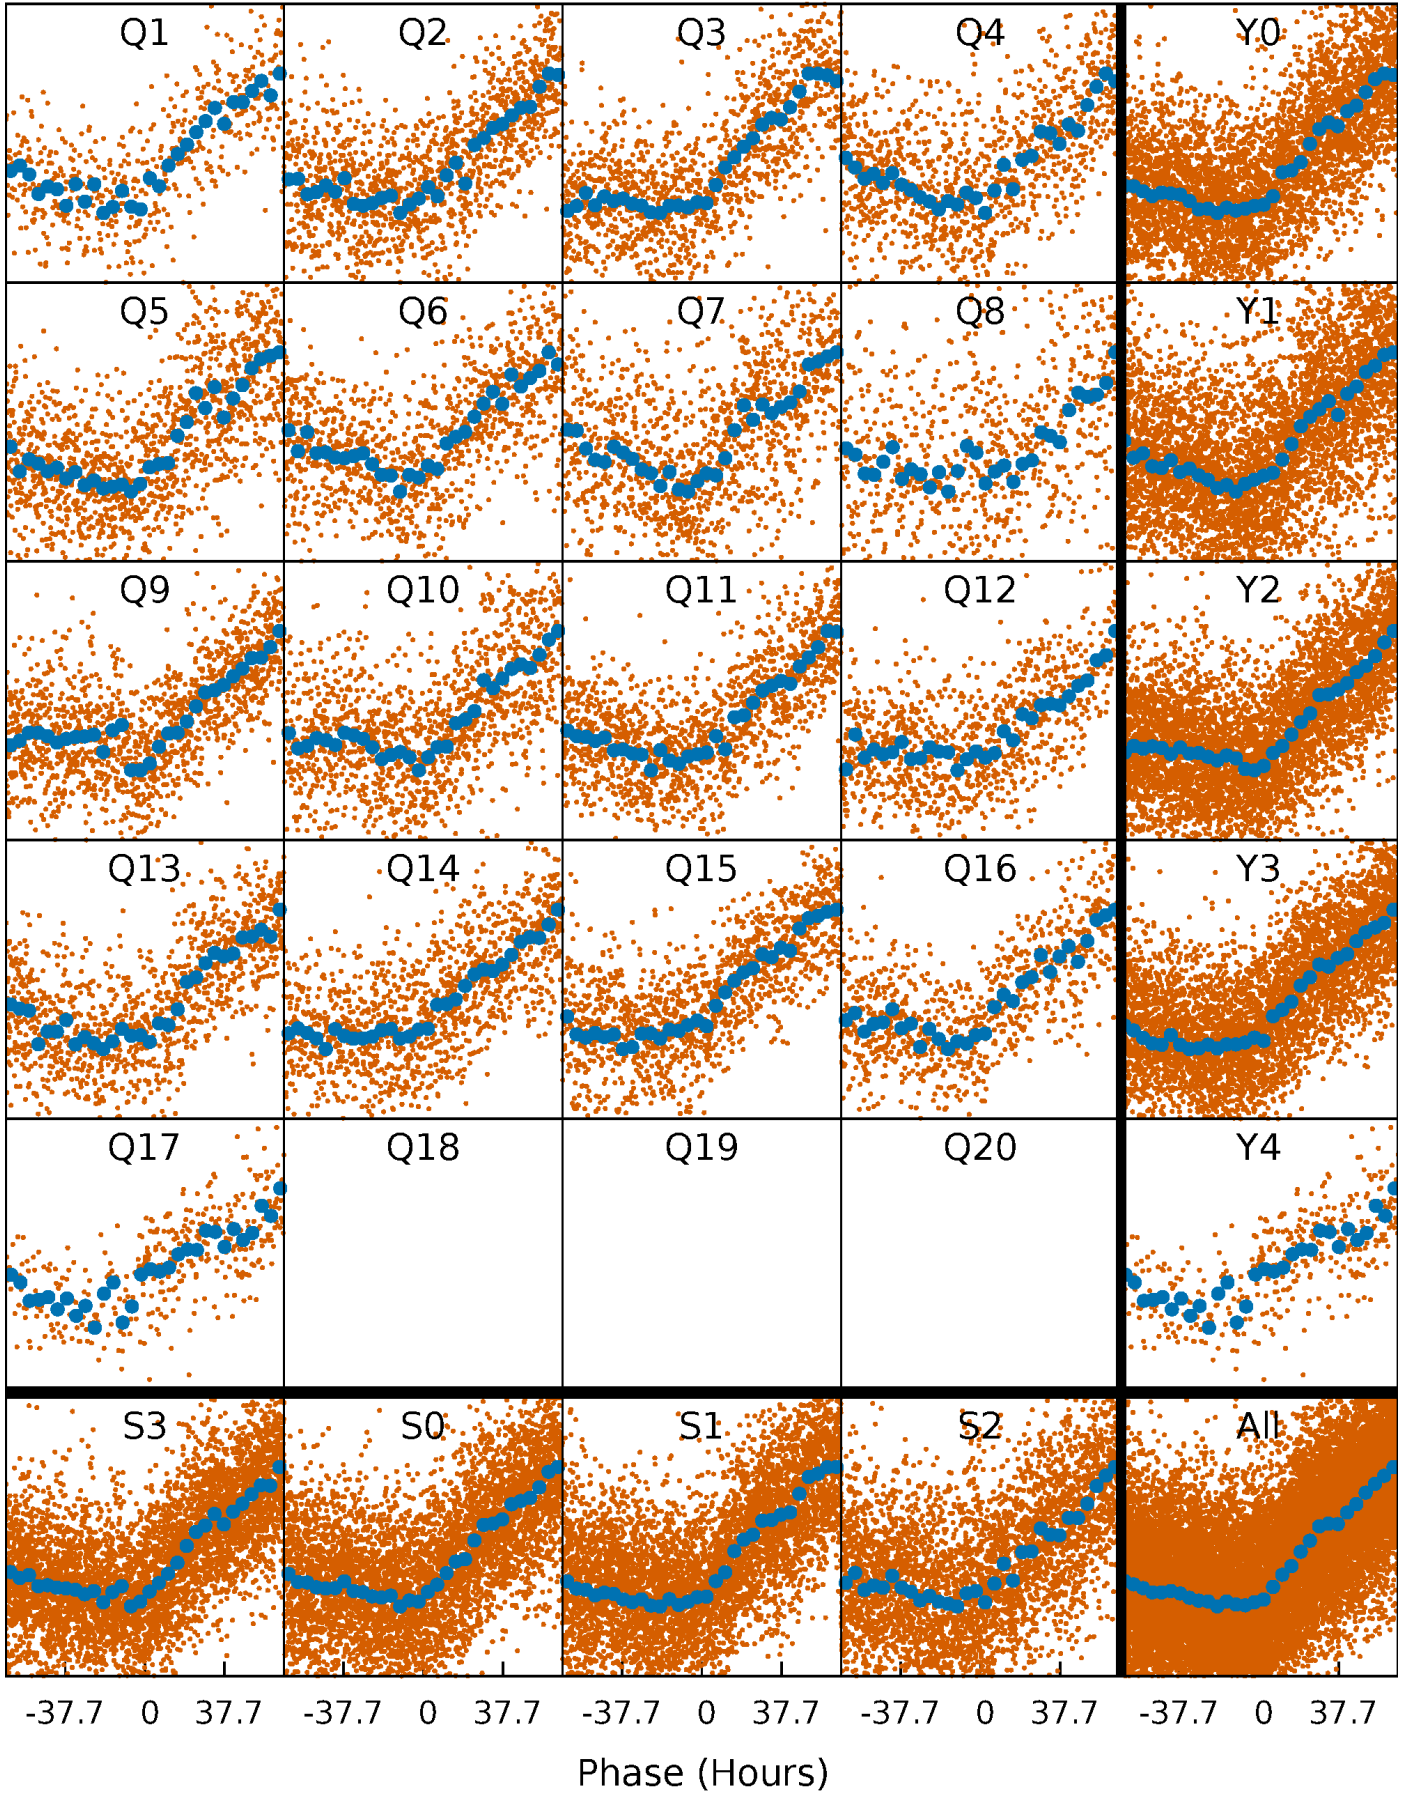 Q1 Q2 Q3 Q4 Y0
Q5 Q6 Q7 Q8 Y1
Q9 Q10 Q11 Q12 Y2
Q13 Q14 Q15 Q16 Y3
Q17 Q18 Q19 Q20 Y4
S3 S0 S1 S2 All
-37.7 0 37.7 -37.7 0 37.7 -37.7 0 37.7 -37.7 0 37.7 -37.7 0 37.7
Phase (Hours)